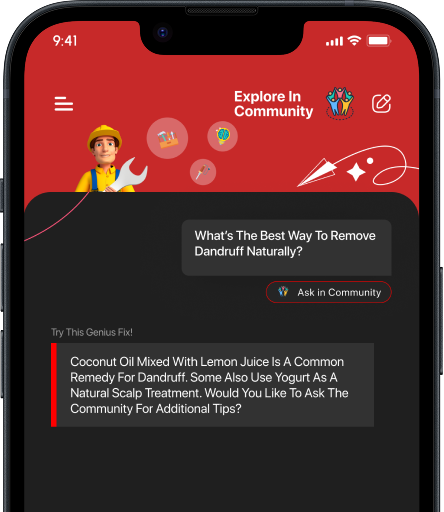 9:41
Explore In
Community
What's The Best Way To Remove
Dandruff Naturally?
Ask in Community
Try This Genius Fix!
Coconut Oil Mixed With Lemon Juice Is A Common
Remedy For Dandruff. Some Also Use Yogurt As A
Natural Scalp Treatment. Would You Like To Ask The
Community For Additional Tips?